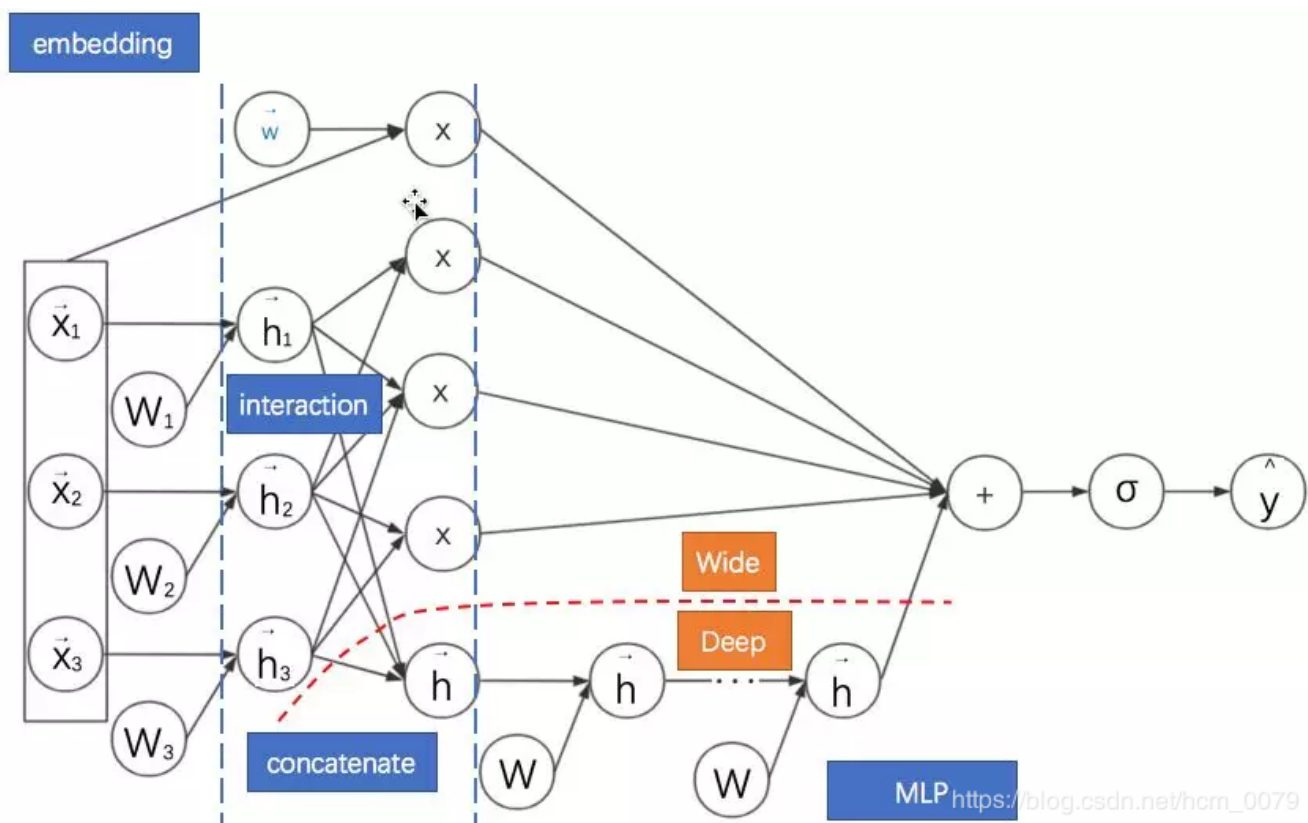 embedding
w
x
x
x₁
h₁
W₁
interaction
x
x₂
h₂
+
σ
ŷ
x
W₂
Wide
Deep
x₃
h₃
h
h
...
h
W₃
concatenate
W
W
MLP
https://blog.csdn.net/hcm_0079